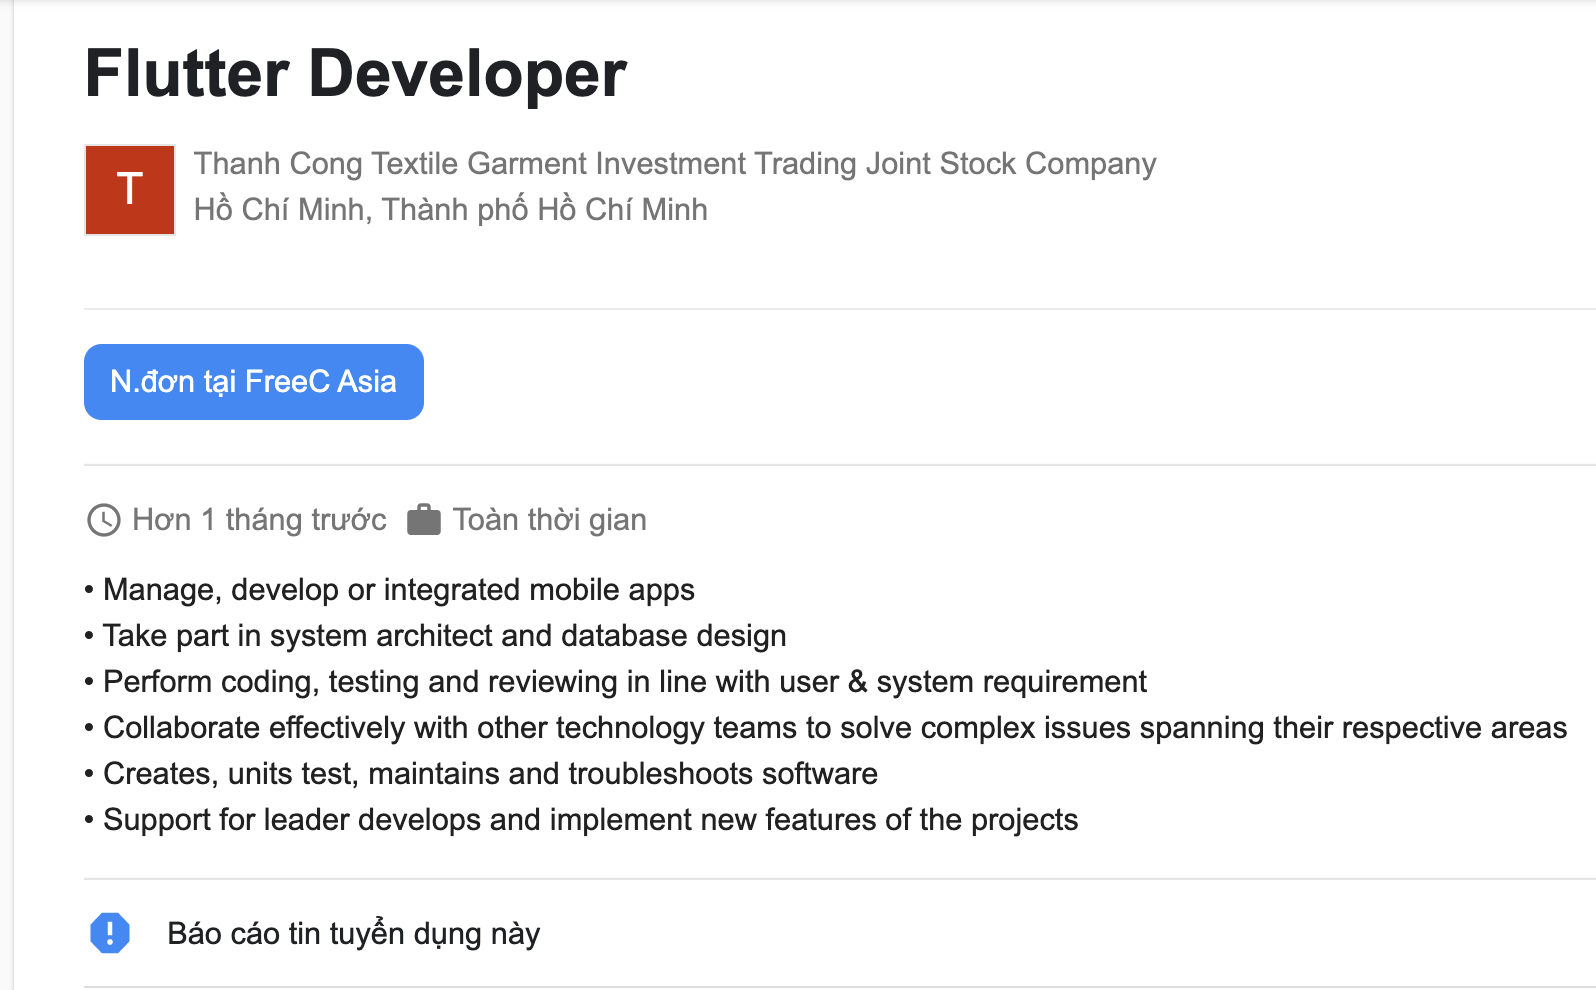 Flutter Developer
T
Thanh Cong Textile Garment Investment Trading Joint Stock Company
Hồ Chí Minh, Thành phố Hồ Chí Minh
N.đơn tại FreeC Asia
Hơn 1 tháng trước Toàn thời gian
• Manage, develop or integrated mobile apps
• Take part in system architect and database design
• Perform coding, testing and reviewing in line with user & system requirement
• Collaborate effectively with other technology teams to solve complex issues spanning their respective areas
• Creates, units test, maintains and troubleshoots software
• Support for leader develops and implement new features of the projects
Báo cáo tin tuyển dụng này